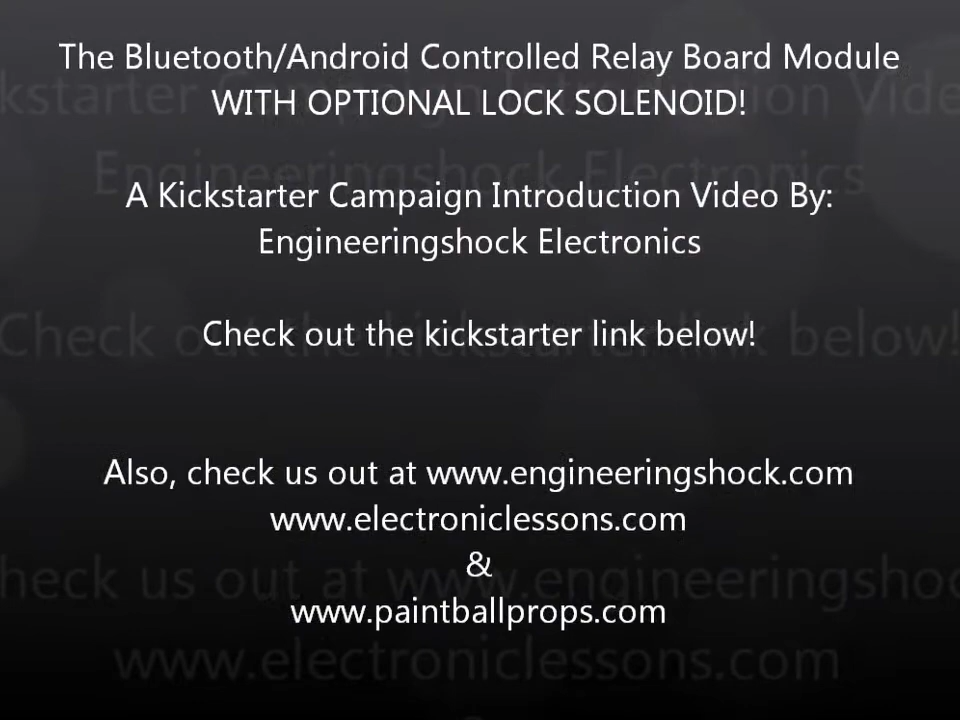 The Bluetooth/Android Controlled Relay Board Module
WITH OPTIONAL LOCK SOLENOID!
A Kickstarter Campaign Introduction Video By:
Engineeringshock Electronics
Check out the kickstarter link below!
Also, check us out at www.engineeringshock.com
www.electroniclessons.com
&
www.paintballprops.com